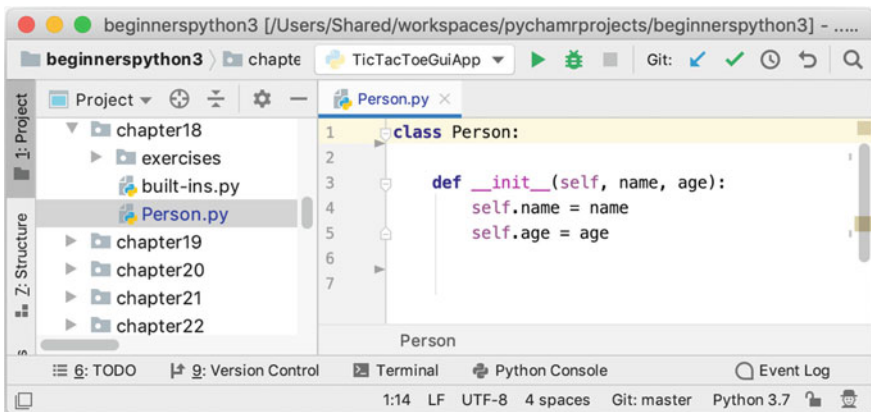 beginnerspython3 [/Users/Shared/workspaces/pychamrprojects/beginnerspython3] - .....
beginnerspython3 chapte TicTacToeGuiApp Git:
1: Project
Z: Structure
Project
chapter18
exercises
built-ins.py
Person.py
chapter19
chapter20
chapter21
chapter22
Person.py
1 class Person:
2
3 def __init__(self, name, age):
4 self.name = name
5 self.age = age
6
7
Person
6: TODO 9: Version Control Terminal Python Console Event Log
1:14 LF UTF-8 4 spaces Git: master Python 3.7